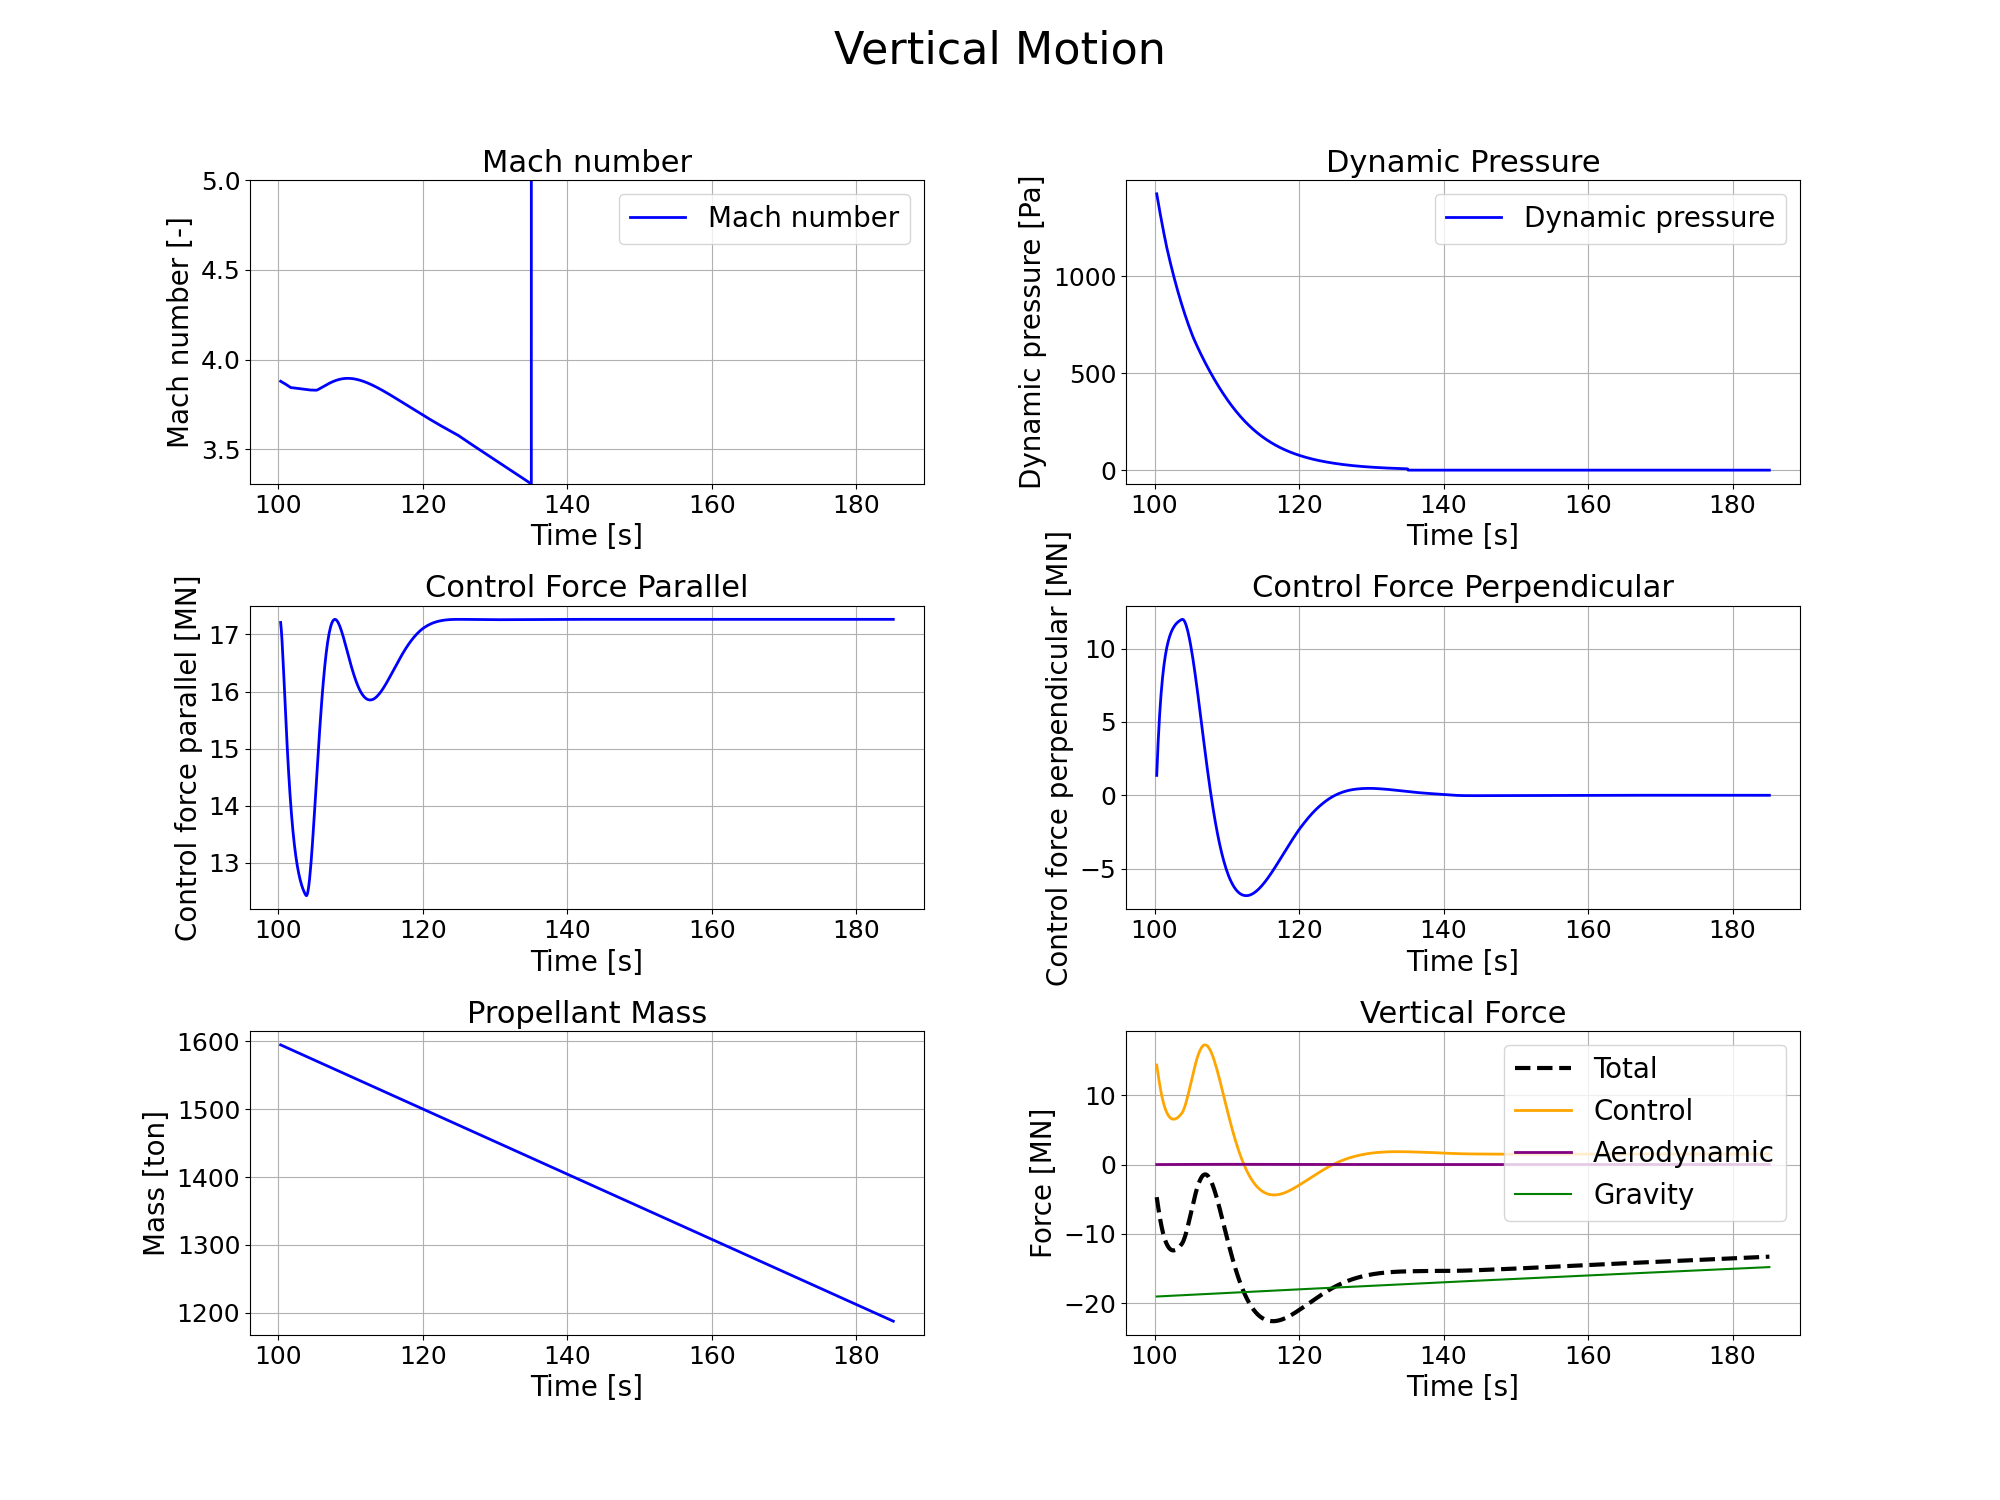 Vertical Motion
Mach number
Mach number [-]
5.0
4.5
4.0
3.5
Mach number
100 120 140 160 180
Time [s]
Dynamic Pressure
Dynamic pressure [Pa]
1000
500
0
Dynamic pressure
100 120 140 160 180
Time [s]
Control Force Parallel
Control force parallel [MN]
17
16
15
14
13
100 120 140 160 180
Time [s]
Control Force Perpendicular
Control force perpendicular [MN]
10
5
0
−5
100 120 140 160 180
Time [s]
Propellant Mass
Mass [ton]
1600
1500
1400
1300
1200
100 120 140 160 180
Time [s]
Vertical Force
Force [MN]
10
0
−10
−20
Total
Control
Aerodynamic
Gravity
100 120 140 160 180
Time [s]